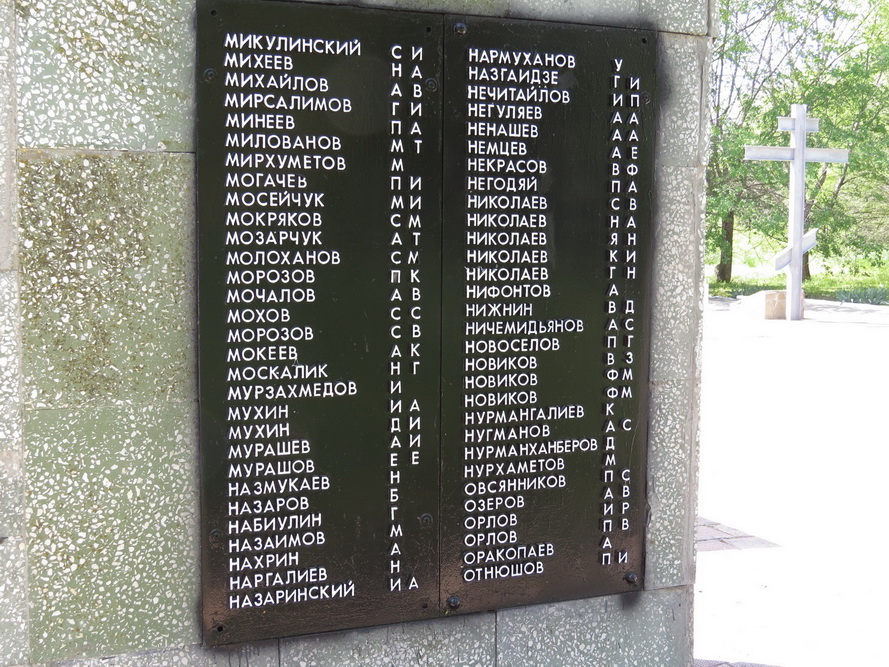 МИКУЛИНСКИЙ С И
МИХЕЕВ Н А
МИХАЙЛОВ А В
МИРСАЛИМОВ Г И
МИНЕЕВ П А
МИЛОВАНОВ М Т
МИРХУМЕТОВ М
МОГАЧЕВ П И
МОСЕЙЧУК М И
МОКРЯКОВ С М
МОЗАРЧУК А Т
МОЛОХАНОВ С М
МОРОЗОВ П К
МОЧАЛОВ А В
МОХОВ С С
МОРОЗОВ С В
МОКЕЕВ А К
МОСКАЛИК Н Г
МУРЗАХМЕДОВ И
МУХИН И А
МУХИН Д И
МУРАШЕВ А И
МУРАШОВ Е Е
НАЗМУКАЕВ Н
НАЗАРОВ Б
НАБИУЛИН Г
НАЗАИМОВ М
НАХРИН А
НАРГАЛИЕВ Н
НАЗАРИНСКИЙ И А
НАРМУХАНОВ У
НАЗГАИДЗЕ Г И
НЕЧИТАЙЛОВ И П
НЕГУЛЯЕВ А А
НЕНАШЕВ А А
НЕМЦЕВ А Е
НЕКРАСОВ В Ф
НЕГОДЯЙ П А
НИКОЛАЕВ С В
НИКОЛАЕВ Н А
НИКОЛАЕВ Я Н
НИКОЛАЕВ К И
НИКОЛАЕВ Г Н
НИФОНТОВ А
НИЖНИН В Д
НИЧЕМИДЬЯНОВ А С
НОВОСЕЛОВ П Г
НОВИКОВ В З
НОВИКОВ Ф М
НОВИКОВ Ф М
НУРМАНГАЛИЕВ К
НУГМАНОВ А С
НУРМАНХАНБЕРОВ Д
НУРХАМЕТОВ М
ОВСЯННИКОВ П С
ОЗЕРОВ А В
ОРЛОВ И Р
ОРЛОВ П В
ОРАКОПАЕВ А
ОТНЮШОВ П И